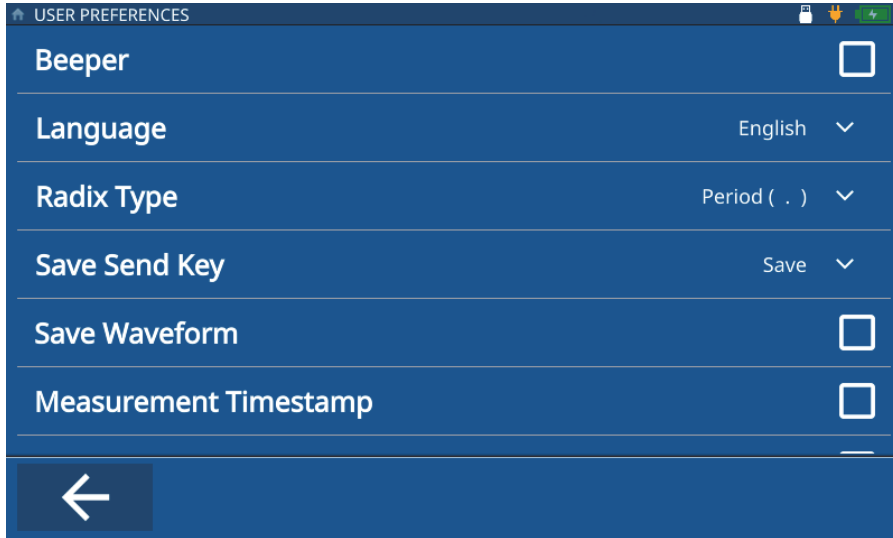 USER PREFERENCES
Beeper
Language English
Radix Type Period ( . )
Save Send Key Save
Save Waveform
Measurement Timestamp